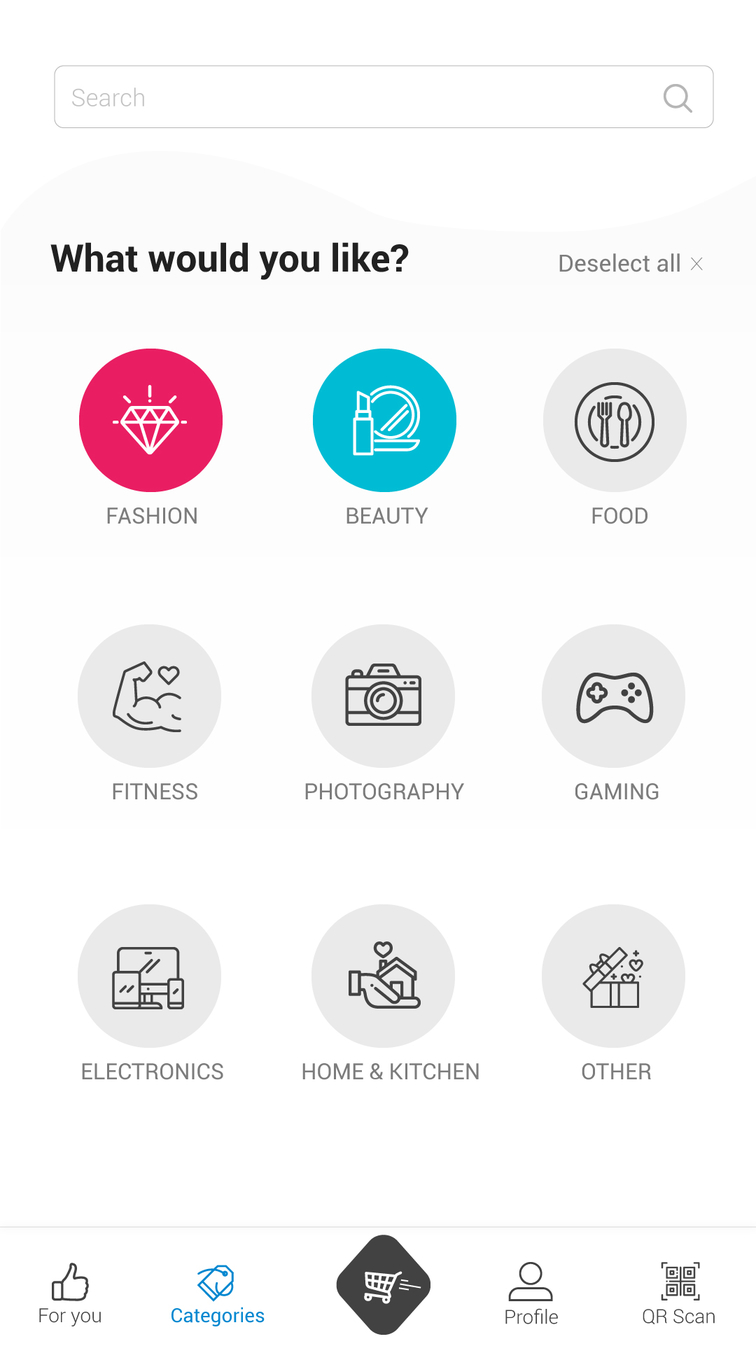 Search
What would you like?
Deselect all ×
FASHION
BEAUTY
FOOD
FITNESS
PHOTOGRAPHY
GAMING
ELECTRONICS
HOME & KITCHEN
OTHER
For you
Categories
Profile
QR Scan